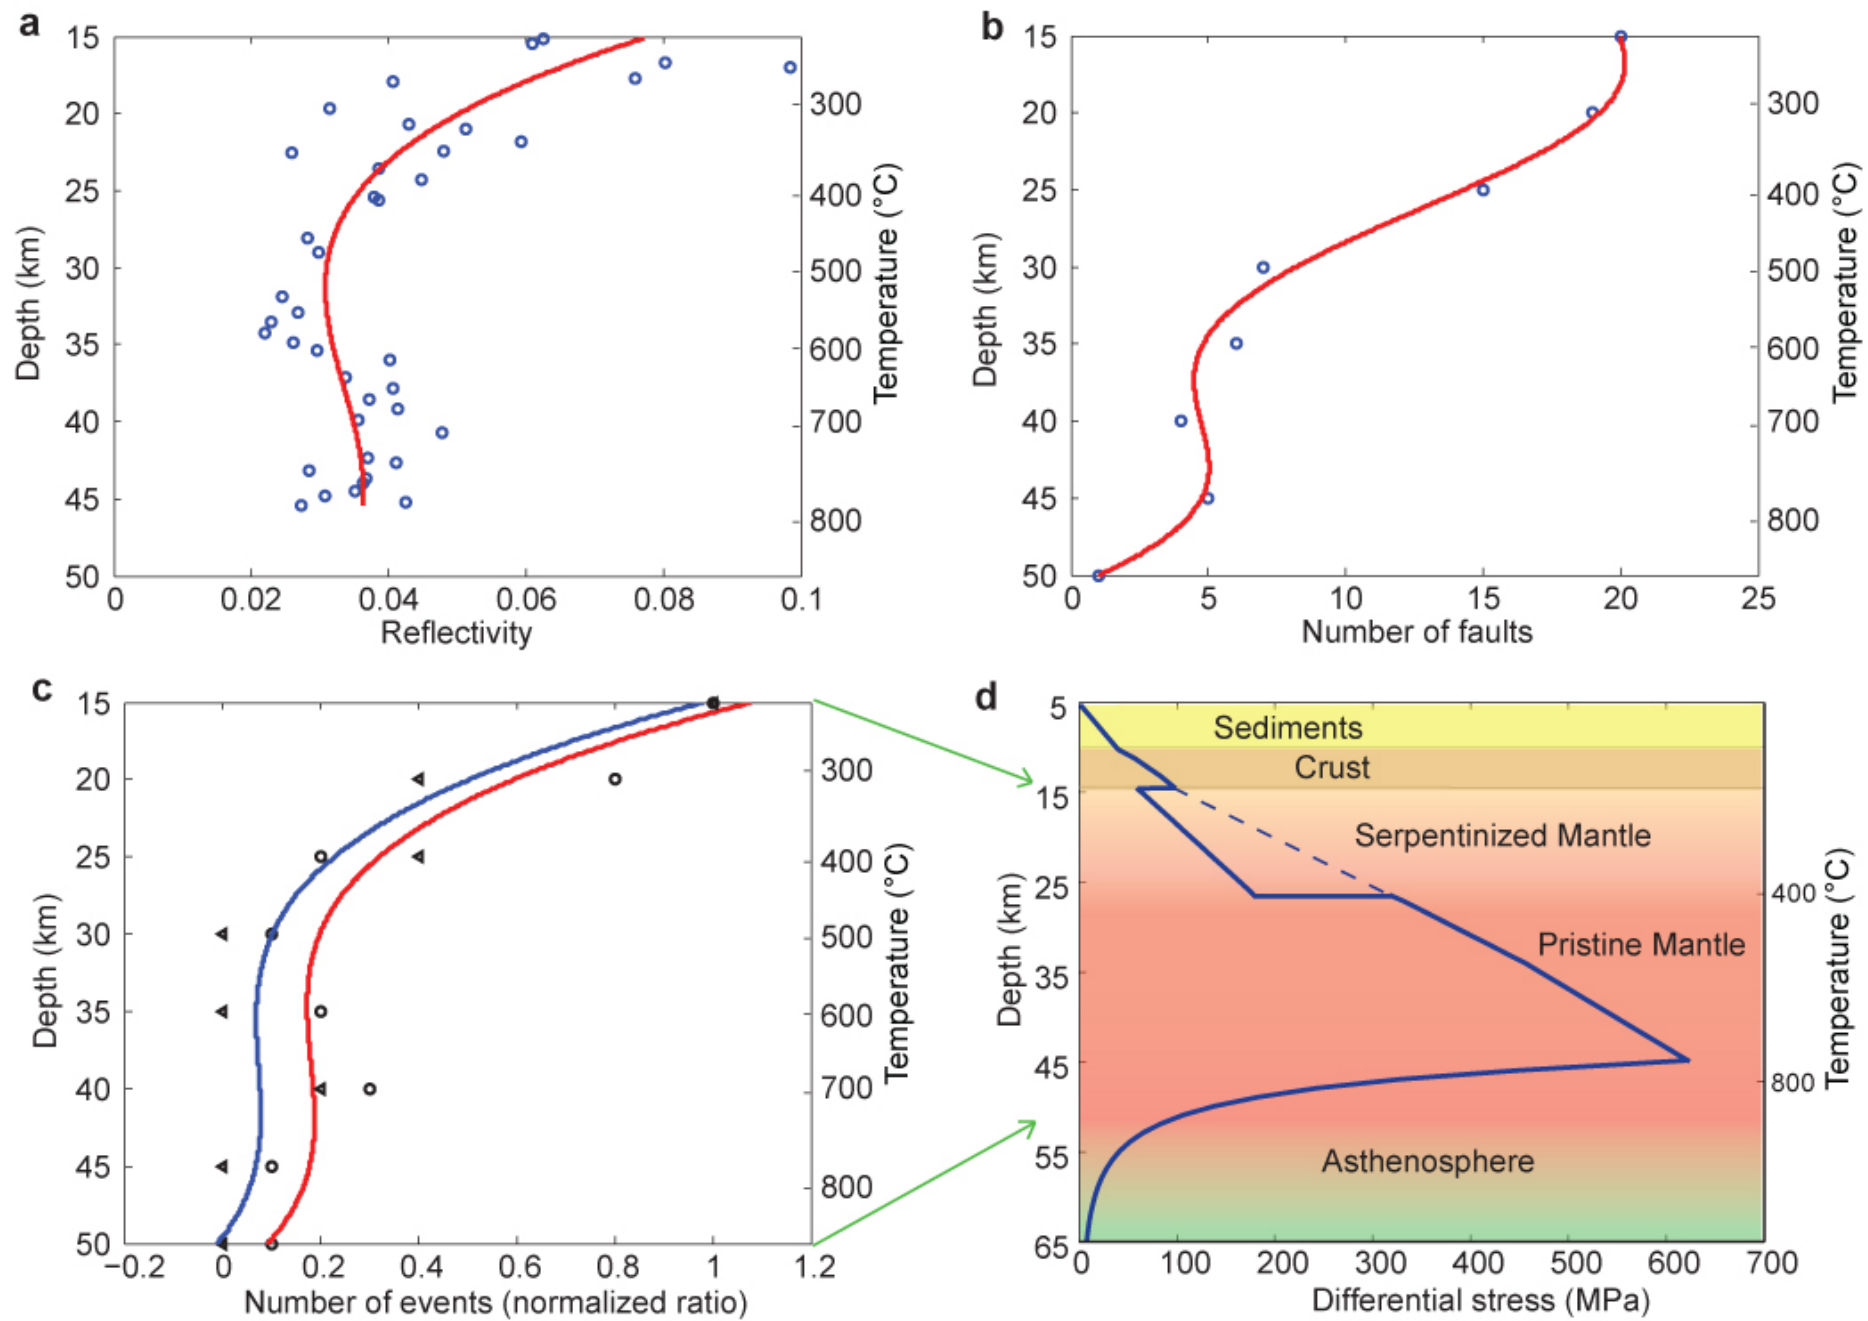 a
15
20
25
30
35
40
45
50
Depth (km)
0 0.02 0.04 0.06 0.08 0.1
Reflectivity
300
400
500
600
700
800
Temperature (°C)
b
15
20
25
30
35
40
45
50
Depth (km)
0 5 10 15 20 25
Number of faults
300
400
500
600
700
800
Temperature (°C)
c
15
20
25
30
35
40
45
50
Depth (km)
−0.2 0 0.2 0.4 0.6 0.8 1 1.2
Number of events (normalized ratio)
300
400
500
600
700
800
Temperature (°C)
d
5
15
25
35
45
55
65
Depth (km)
Sediments
Crust
Serpentinized Mantle
Pristine Mantle
Asthenosphere
0 100 200 300 400 500 600 700
Differential stress (MPa)
400
800
Temperature (°C)